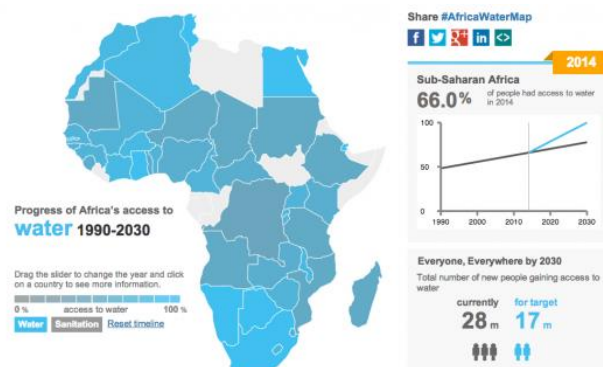 Share #AfricaWaterMap
2014
Sub-Saharan Africa
66.0% of people had access to water
in 2014
100
50
0
1990 2000 2010 2020 2030
Progress of Africa's access to
water 1990-2030
Drag the slider to change the year and click
on a country to see more information.
0 % access to water 100 %
Water Sanitation Reset timeline
Everyone, Everywhere by 2030
Total number of new people gaining access to
water
currently for target
28 m 17 m